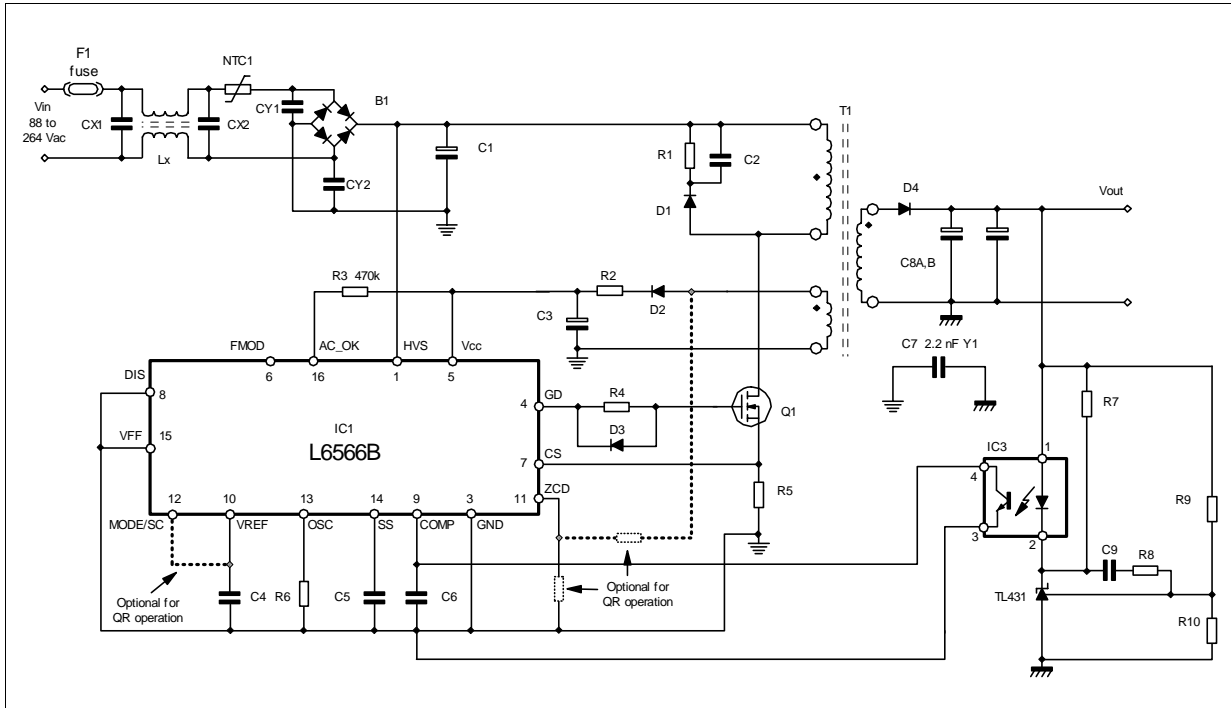 F1
fuse
NTC1
Vin
88 to
264 Vac
CX1
Lx
CX2
CY1
CY2
B1
C1
R1
C2
D1
T1
D4
Vout
C8A,B
R3 470k
R2
D2
C3
C7 2.2 nF Y1
FMOD
AC_OK
HVS
Vcc
6
16
1
5
DIS
8
VFF
15
IC1
L6566B
4
GD
7
CS
11
ZCD
R4
D3
Q1
R5
R7
IC3
1
4
3
2
R9
12
10
13
14
9
3
MODE/SC
VREF
OSC
SS
COMP
GND
C9
R8
TL431
R10
Optional for
QR operation
C4
R6
C5
C6
Optional for
QR operation